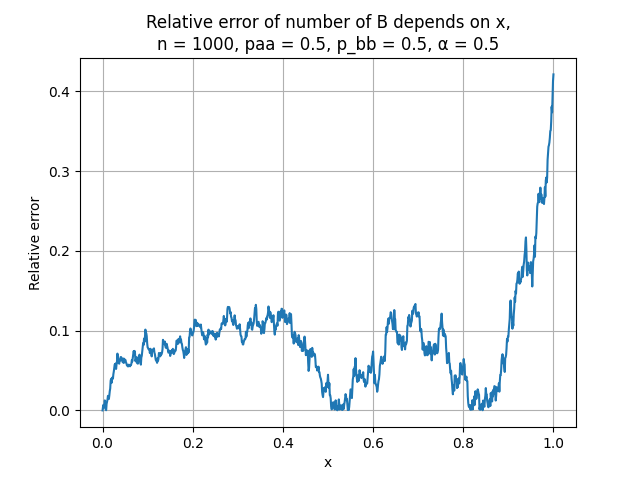 Relative error of number of B depends on x,
n = 1000, paa = 0.5, p_bb = 0.5, α = 0.5
0.4
0.3
0.2
0.1
0.0
Relative error
0.0 0.2 0.4 0.6 0.8 1.0
x